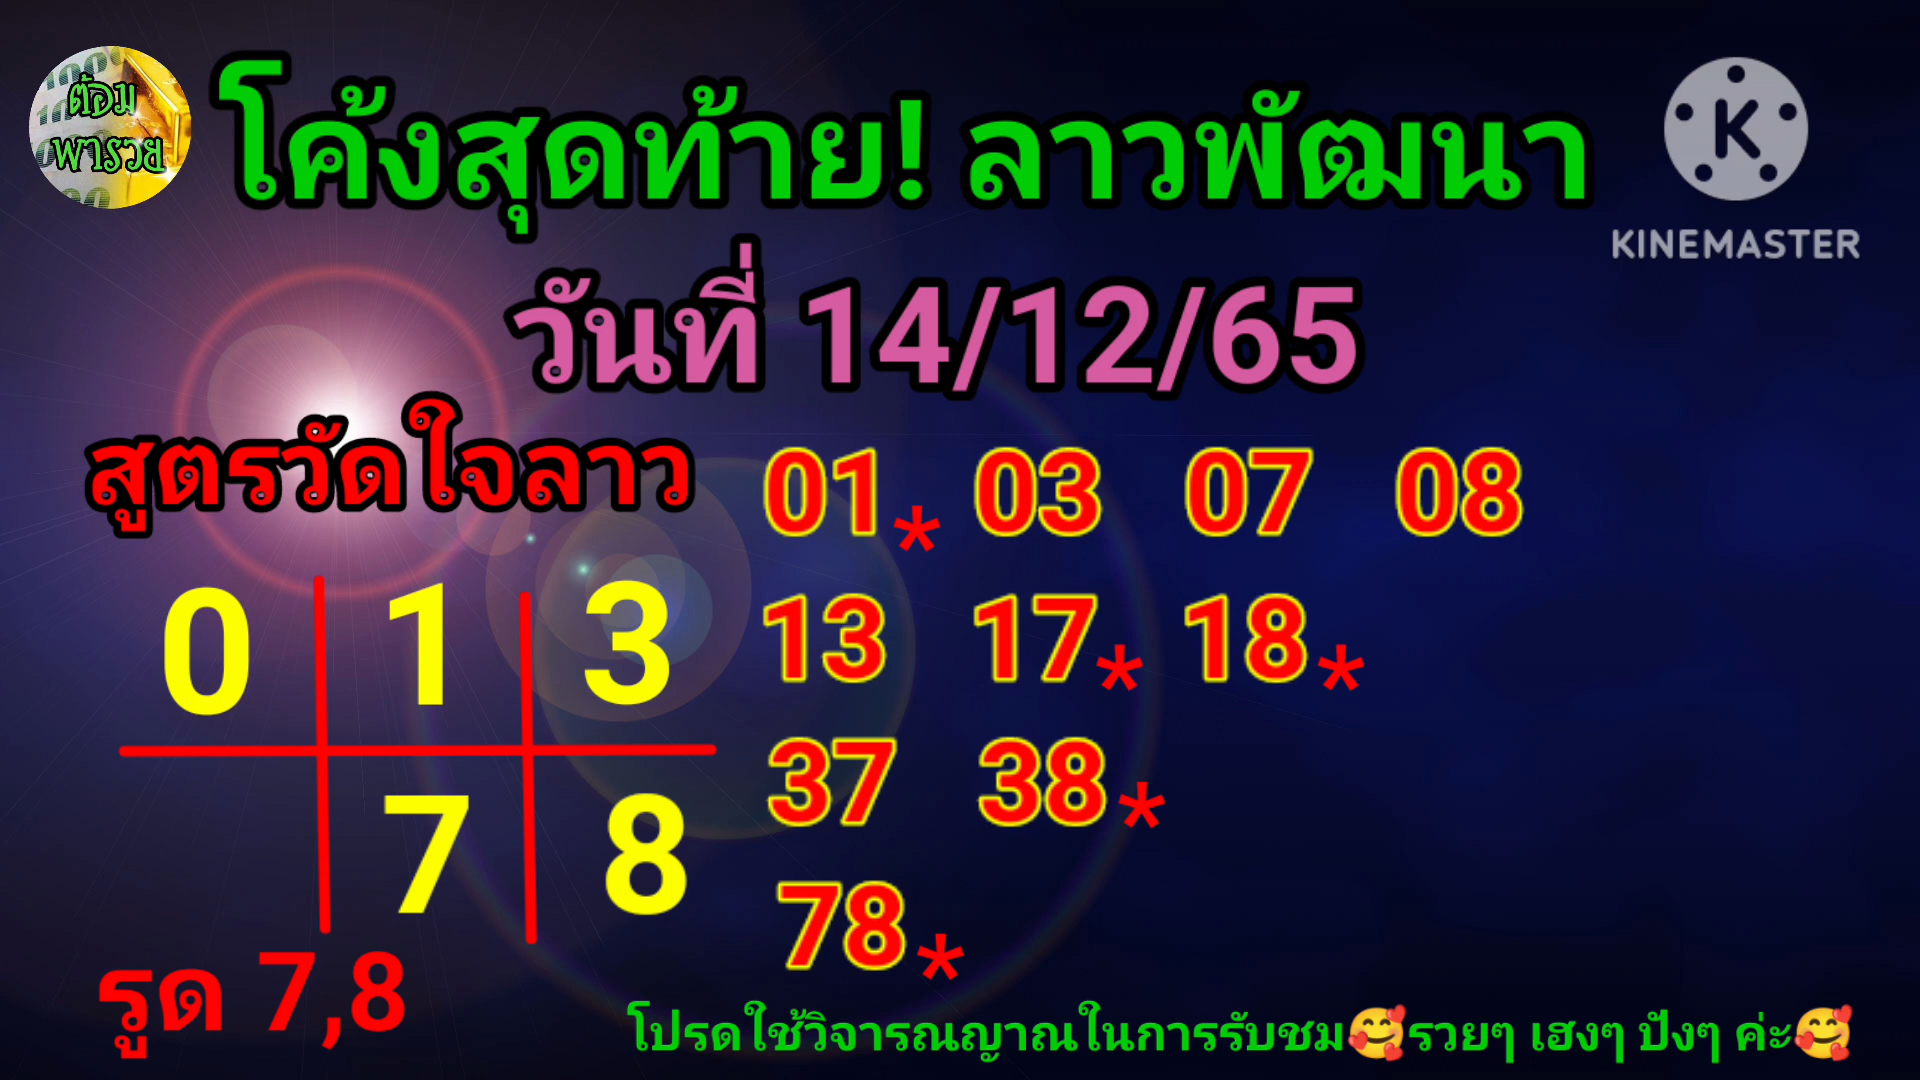 ต้อม
พารวย
โค้งสุดท้าย! ลาวพัฒนา
KINEMASTER
วันที่ 14/12/65
สูตรวัดใจลาว
0 1 3
7 8
รูด 7,8
01* 03 07 08
13 17* 18*
37 38*
78*
โปรดใช้วิจารณญาณในการรับชม🥰รวยๆ เฮงๆ ปังๆ ค่ะ🥰